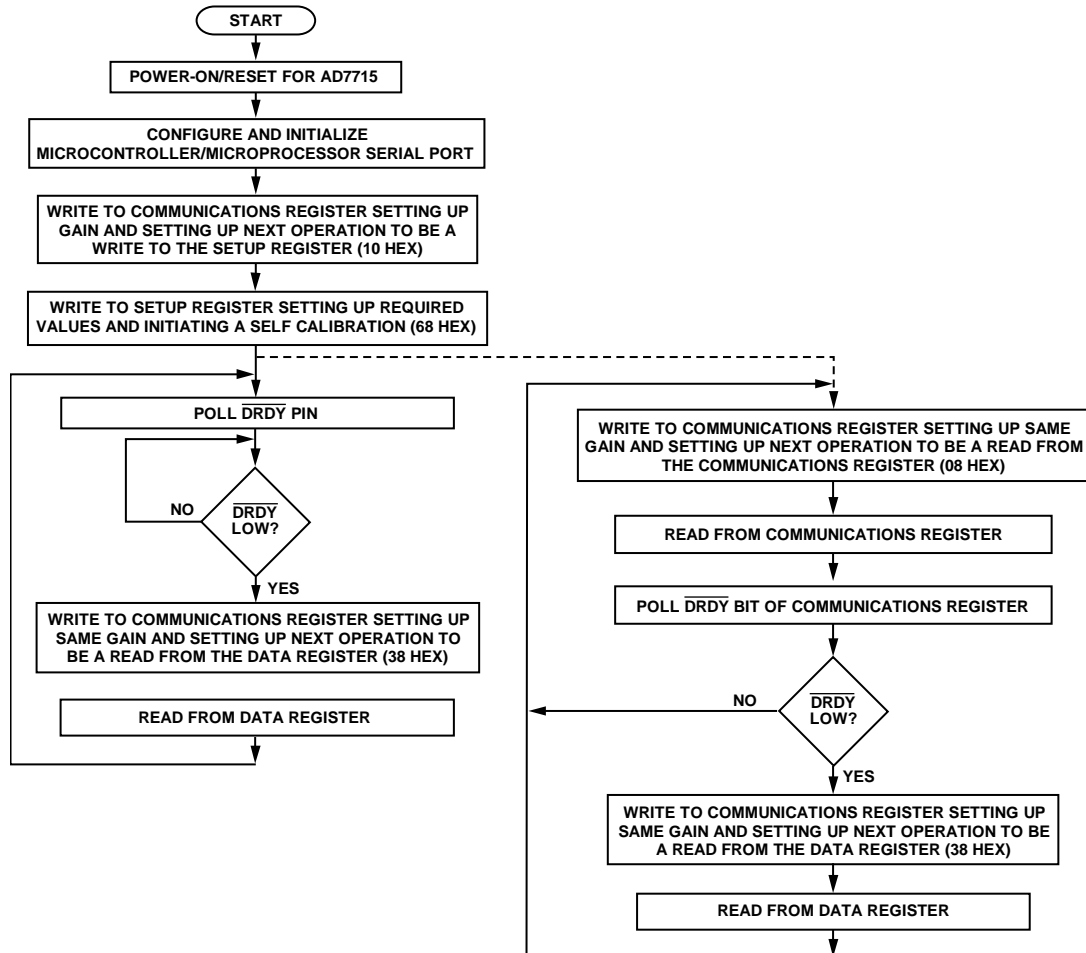 START
POWER-ON/RESET FOR AD7715
CONFIGURE AND INITIALIZE
MICROCONTROLLER/MICROPROCESSOR SERIAL PORT
WRITE TO COMMUNICATIONS REGISTER SETTING UP
GAIN AND SETTING UP NEXT OPERATION TO BE A
WRITE TO THE SETUP REGISTER (10 HEX)
WRITE TO SETUP REGISTER SETTING UP REQUIRED
VALUES AND INITIATING A SELF CALIBRATION (68 HEX)
POLL DRDY PIN
NO
DRDY
LOW?
YES
WRITE TO COMMUNICATIONS REGISTER SETTING UP
SAME GAIN AND SETTING UP NEXT OPERATION TO
BE A READ FROM THE DATA REGISTER (38 HEX)
READ FROM DATA REGISTER
WRITE TO COMMUNICATIONS REGISTER SETTING UP SAME
GAIN AND SETTING UP NEXT OPERATION TO BE A READ FROM
THE COMMUNICATIONS REGISTER (08 HEX)
READ FROM COMMUNICATIONS REGISTER
POLL DRDY BIT OF COMMUNICATIONS REGISTER
NO
DRDY
LOW?
YES
WRITE TO COMMUNICATIONS REGISTER SETTING UP
SAME GAIN AND SETTING UP NEXT OPERATION TO BE
A READ FROM THE DATA REGISTER (38 HEX)
READ FROM DATA REGISTER